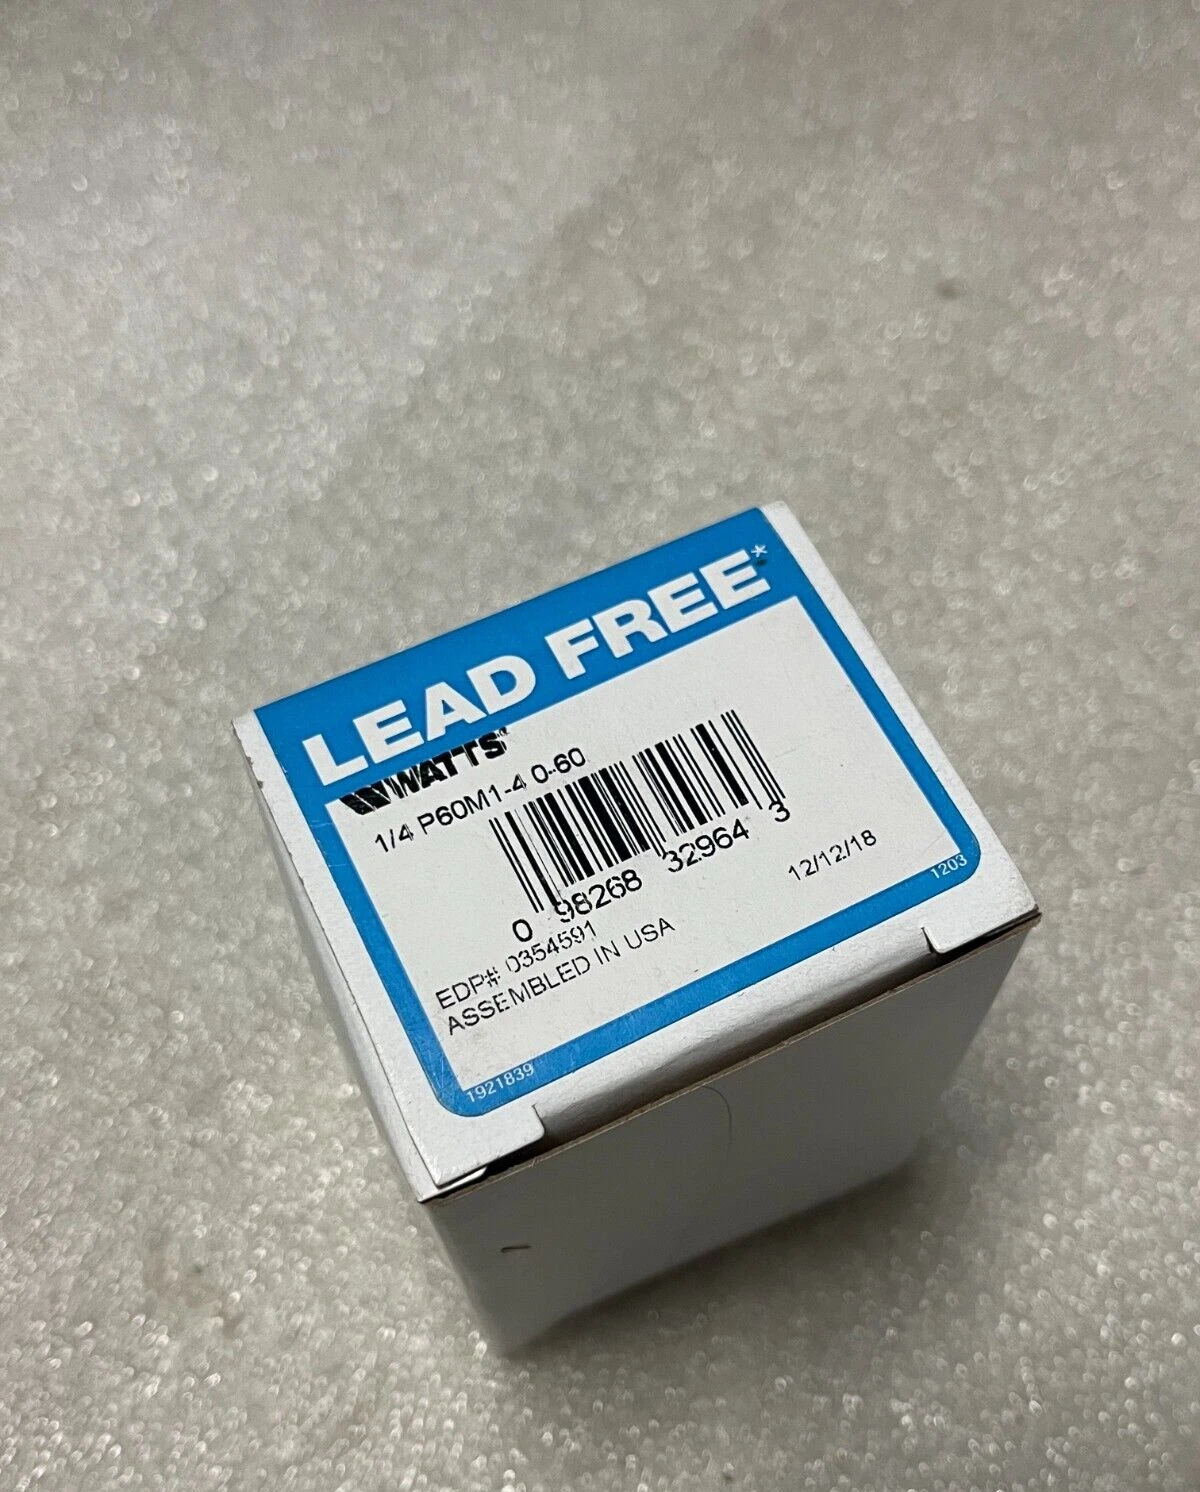 LEAD FREE*
WATTS®
1/4 P60M1-4 0-60
0 98268 32964 3
12/12/18
EDP# 0354591
ASSEMBLED IN USA
1921839
1203